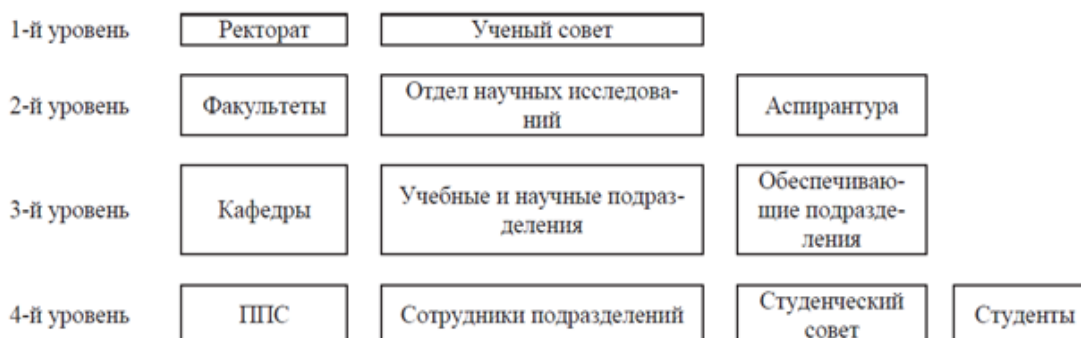 1-й уровень Ректорат Ученый совет
2-й уровень Факультеты Отдел научных исследова-
ний Аспирантура
3-й уровень Кафедры Учебные и научные подраз-
деления Обеспечиваю-
щие подразде-
ления
4-й уровень ППС Сотрудники подразделений Студенческий
совет Студенты